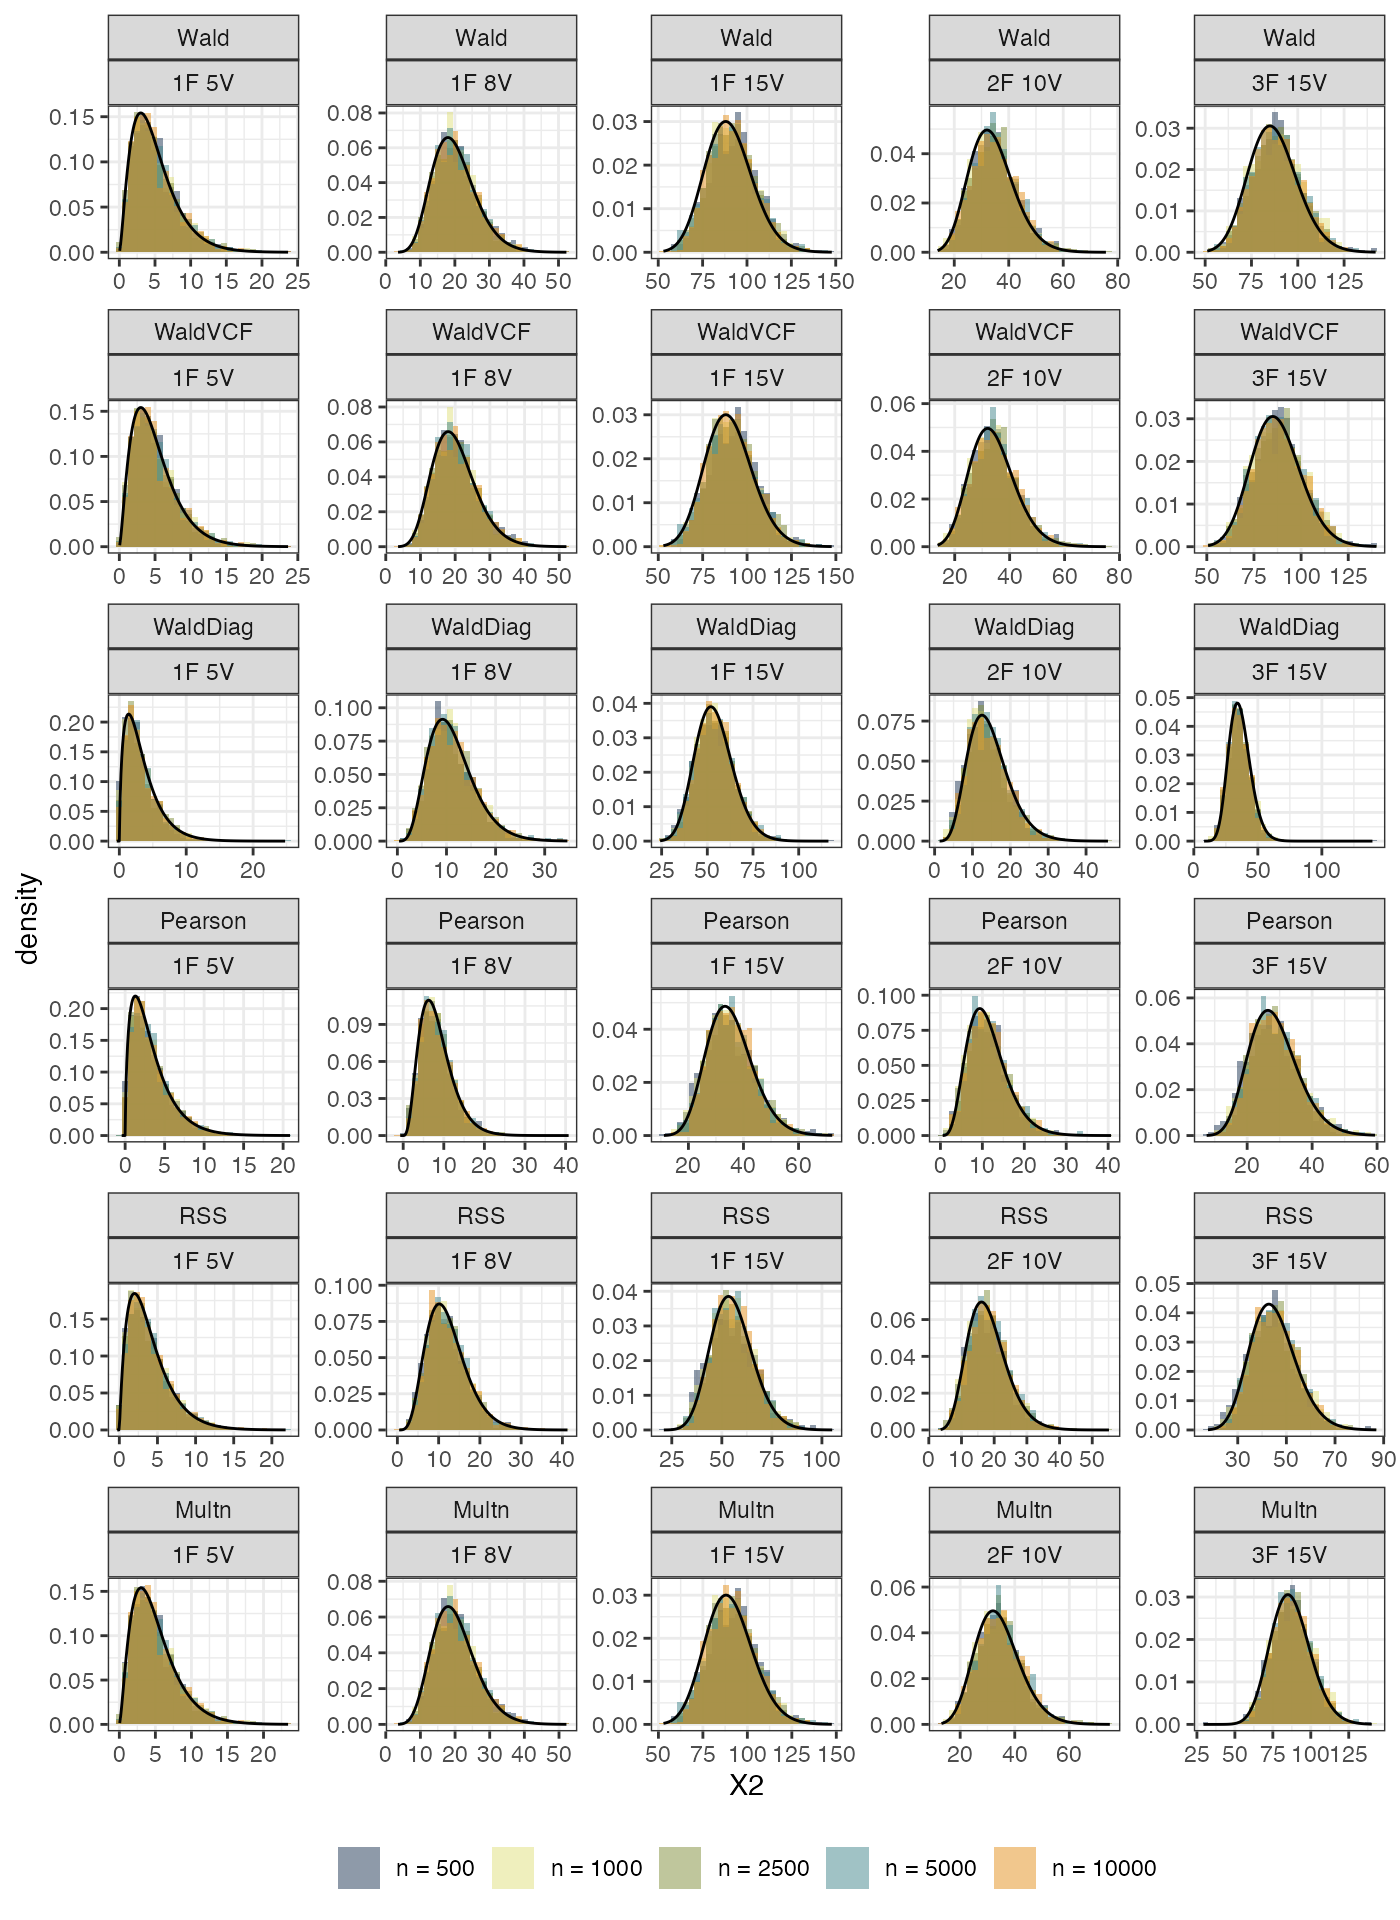 Wald Wald Wald Wald Wald
1F 5V 1F 8V 1F 15V 2F 10V 3F 15V
0.15 0.10 0.05 0.00 0.08 0.06 0.04 0.02 0.00 0.03 0.02 0.01 0.00 0.04 0.02 0.00 0.03 0.02 0.01 0.00
0 5 10 15 20 25 0 10 20 30 40 50 50 75 100 125 150 20 40 60 80 50 75 100 125
WaldVCF WaldVCF WaldVCF WaldVCF WaldVCF
1F 5V 1F 8V 1F 15V 2F 10V 3F 15V
0.15 0.10 0.05 0.00 0.08 0.06 0.04 0.02 0.00 0.03 0.02 0.01 0.00 0.06 0.04 0.02 0.00 0.03 0.02 0.01 0.00
0 5 10 15 20 25 0 10 20 30 40 50 50 75 100 125 150 20 40 60 80 50 75 100 125
WaldDiag WaldDiag WaldDiag WaldDiag WaldDiag
1F 5V 1F 8V 1F 15V 2F 10V 3F 15V
0.20 0.15 0.10 0.05 0.00 0.100 0.075 0.050 0.025 0.000 0.04 0.03 0.02 0.01 0.00 0.075 0.050 0.025 0.000 0.05 0.04 0.03 0.02 0.01 0.00
0 10 20 0 10 20 30 25 50 75 100 0 10 20 30 40 0 50 100
density
Pearson Pearson Pearson Pearson Pearson
1F 5V 1F 8V 1F 15V 2F 10V 3F 15V
0.20 0.15 0.10 0.05 0.00 0.09 0.06 0.03 0.00 0.04 0.02 0.00 0.100 0.075 0.050 0.025 0.000 0.06 0.04 0.02 0.00
0 5 10 15 20 0 10 20 30 40 20 40 60 0 10 20 30 40 20 40 60
RSS RSS RSS RSS RSS
1F 5V 1F 8V 1F 15V 2F 10V 3F 15V
0.15 0.10 0.05 0.00 0.100 0.075 0.050 0.025 0.000 0.04 0.03 0.02 0.01 0.00 0.06 0.04 0.02 0.00 0.05 0.04 0.03 0.02 0.01 0.00
0 5 10 15 20 0 10 20 30 40 25 50 75 100 0 10 20 30 40 50 30 50 70 90
Multn Multn Multn Multn Multn
1F 5V 1F 8V 1F 15V 2F 10V 3F 15V
0.15 0.10 0.05 0.00 0.08 0.06 0.04 0.02 0.00 0.03 0.02 0.01 0.00 0.06 0.04 0.02 0.00 0.03 0.02 0.01 0.00
0 5 10 15 20 0 10 20 30 40 50 50 75 100 125 150 20 40 60 25 50 75 100 125
X2
n = 500 n = 1000 n = 2500 n = 5000 n = 10000